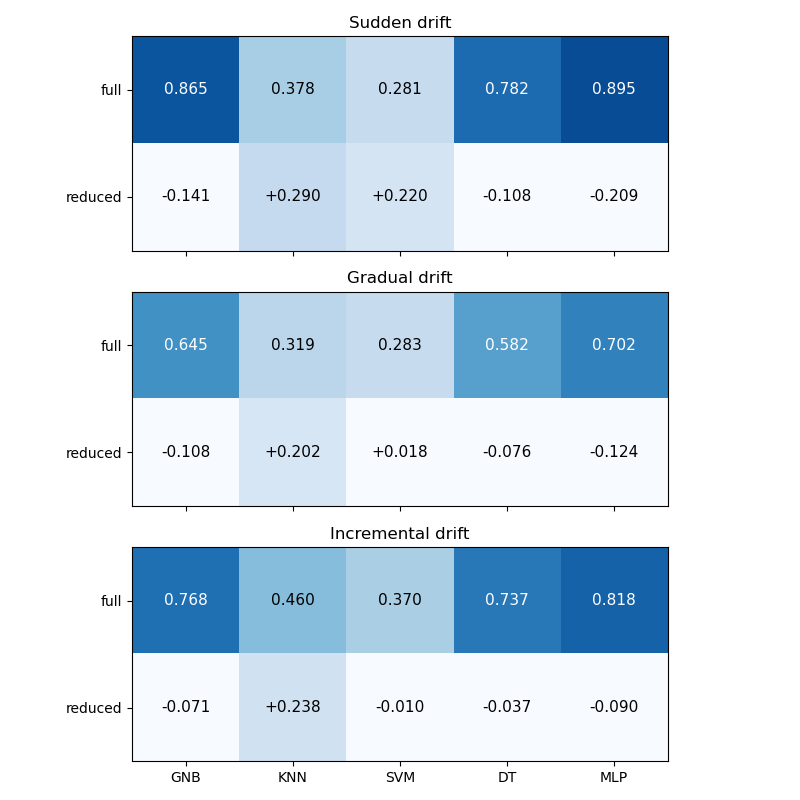 Sudden drift
full 0.865 0.378 0.281 0.782 0.895
reduced -0.141 +0.290 +0.220 -0.108 -0.209
Gradual drift
full 0.645 0.319 0.283 0.582 0.702
reduced -0.108 +0.202 +0.018 -0.076 -0.124
Incremental drift
full 0.768 0.460 0.370 0.737 0.818
reduced -0.071 +0.238 -0.010 -0.037 -0.090
GNB KNN SVM DT MLP